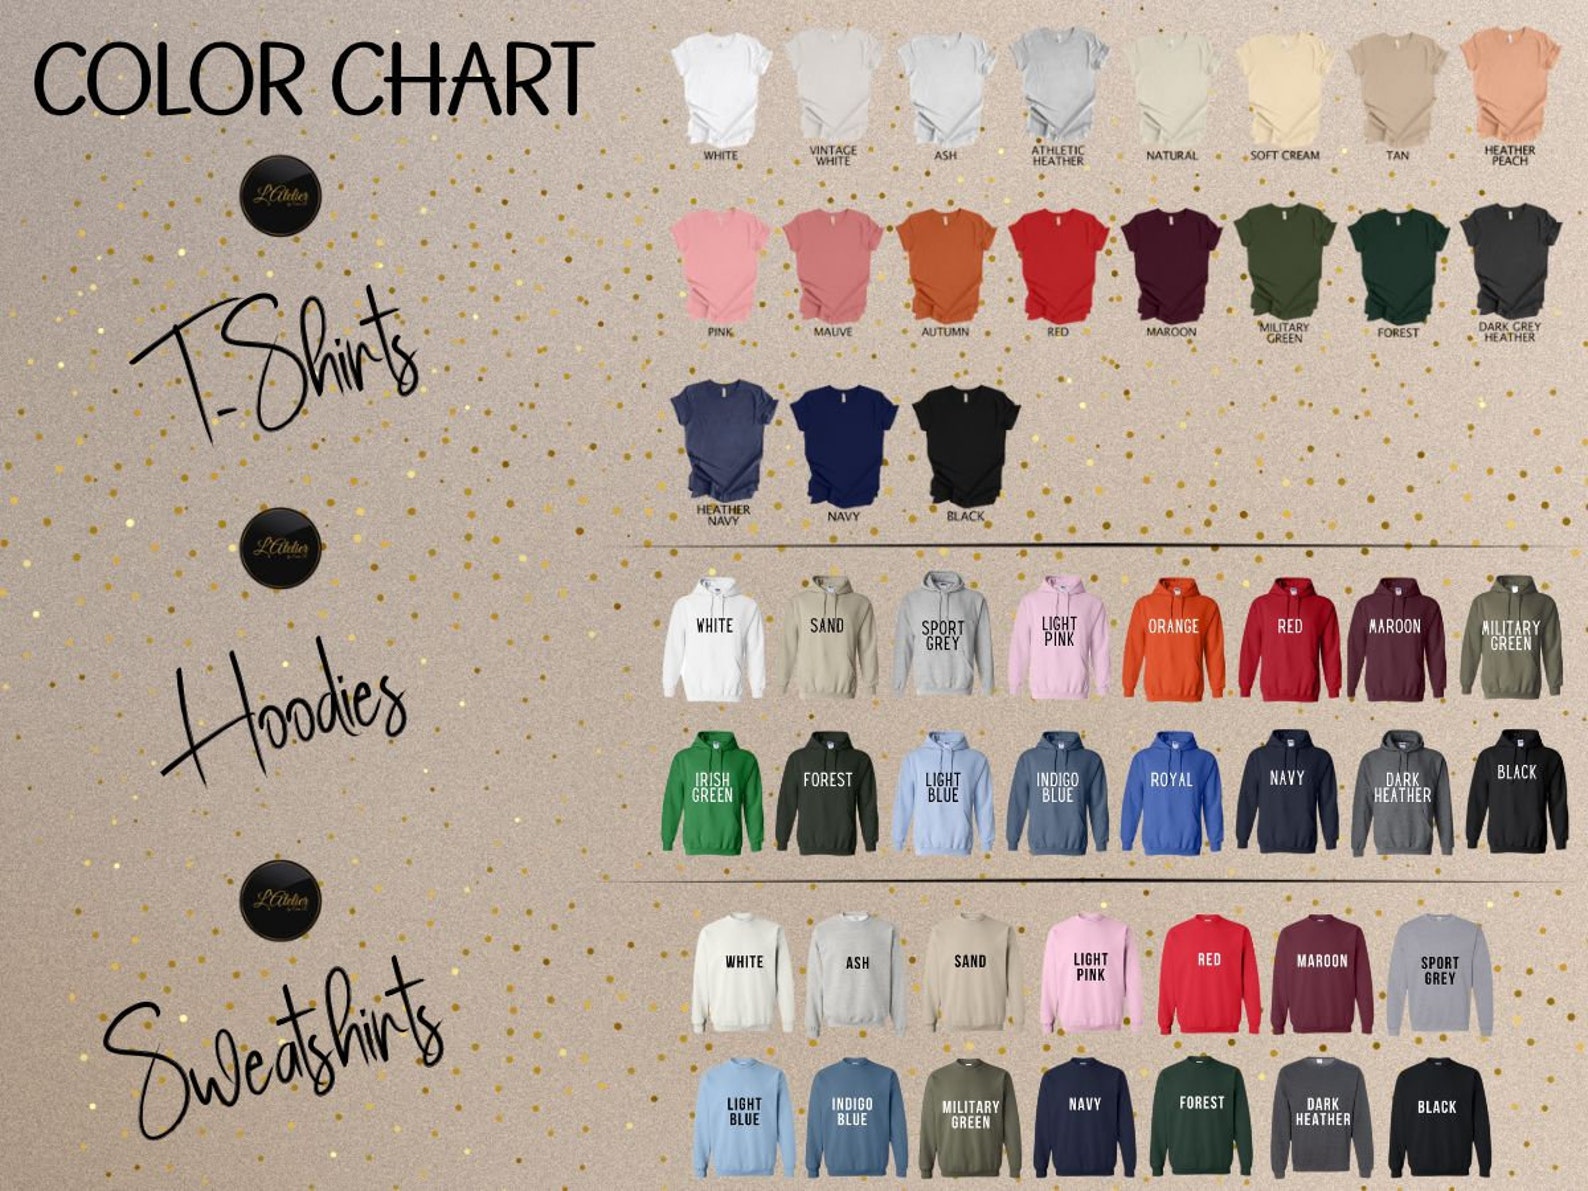 COLOR CHART
L'Atelier
T-Shirts
WHITE
VINTAGE
WHITE
ASH
ATHLETIC
HEATHER
NATURAL
SOFT CREAM
TAN
HEATHER
PEACH
PINK
MAUVE
AUTUMN
RED
MAROON
MILITARY
GREEN
FOREST
DARK GREY
HEATHER
HEATHER
NAVY
NAVY
BLACK
L'Atelier
Hoodies
WHITE
SAND
SPORT
GREY
LIGHT
PINK
ORANGE
RED
MAROON
MILITARY
GREEN
IRISH
GREEN
FOREST
LIGHT
BLUE
INDIGO
BLUE
ROYAL
NAVY
DARK
HEATHER
BLACK
L'Atelier
Sweatshirts
WHITE
ASH
SAND
LIGHT
PINK
RED
MAROON
SPORT
GREY
LIGHT
BLUE
INDIGO
BLUE
MILITARY
GREEN
NAVY
FOREST
DARK
HEATHER
BLACK